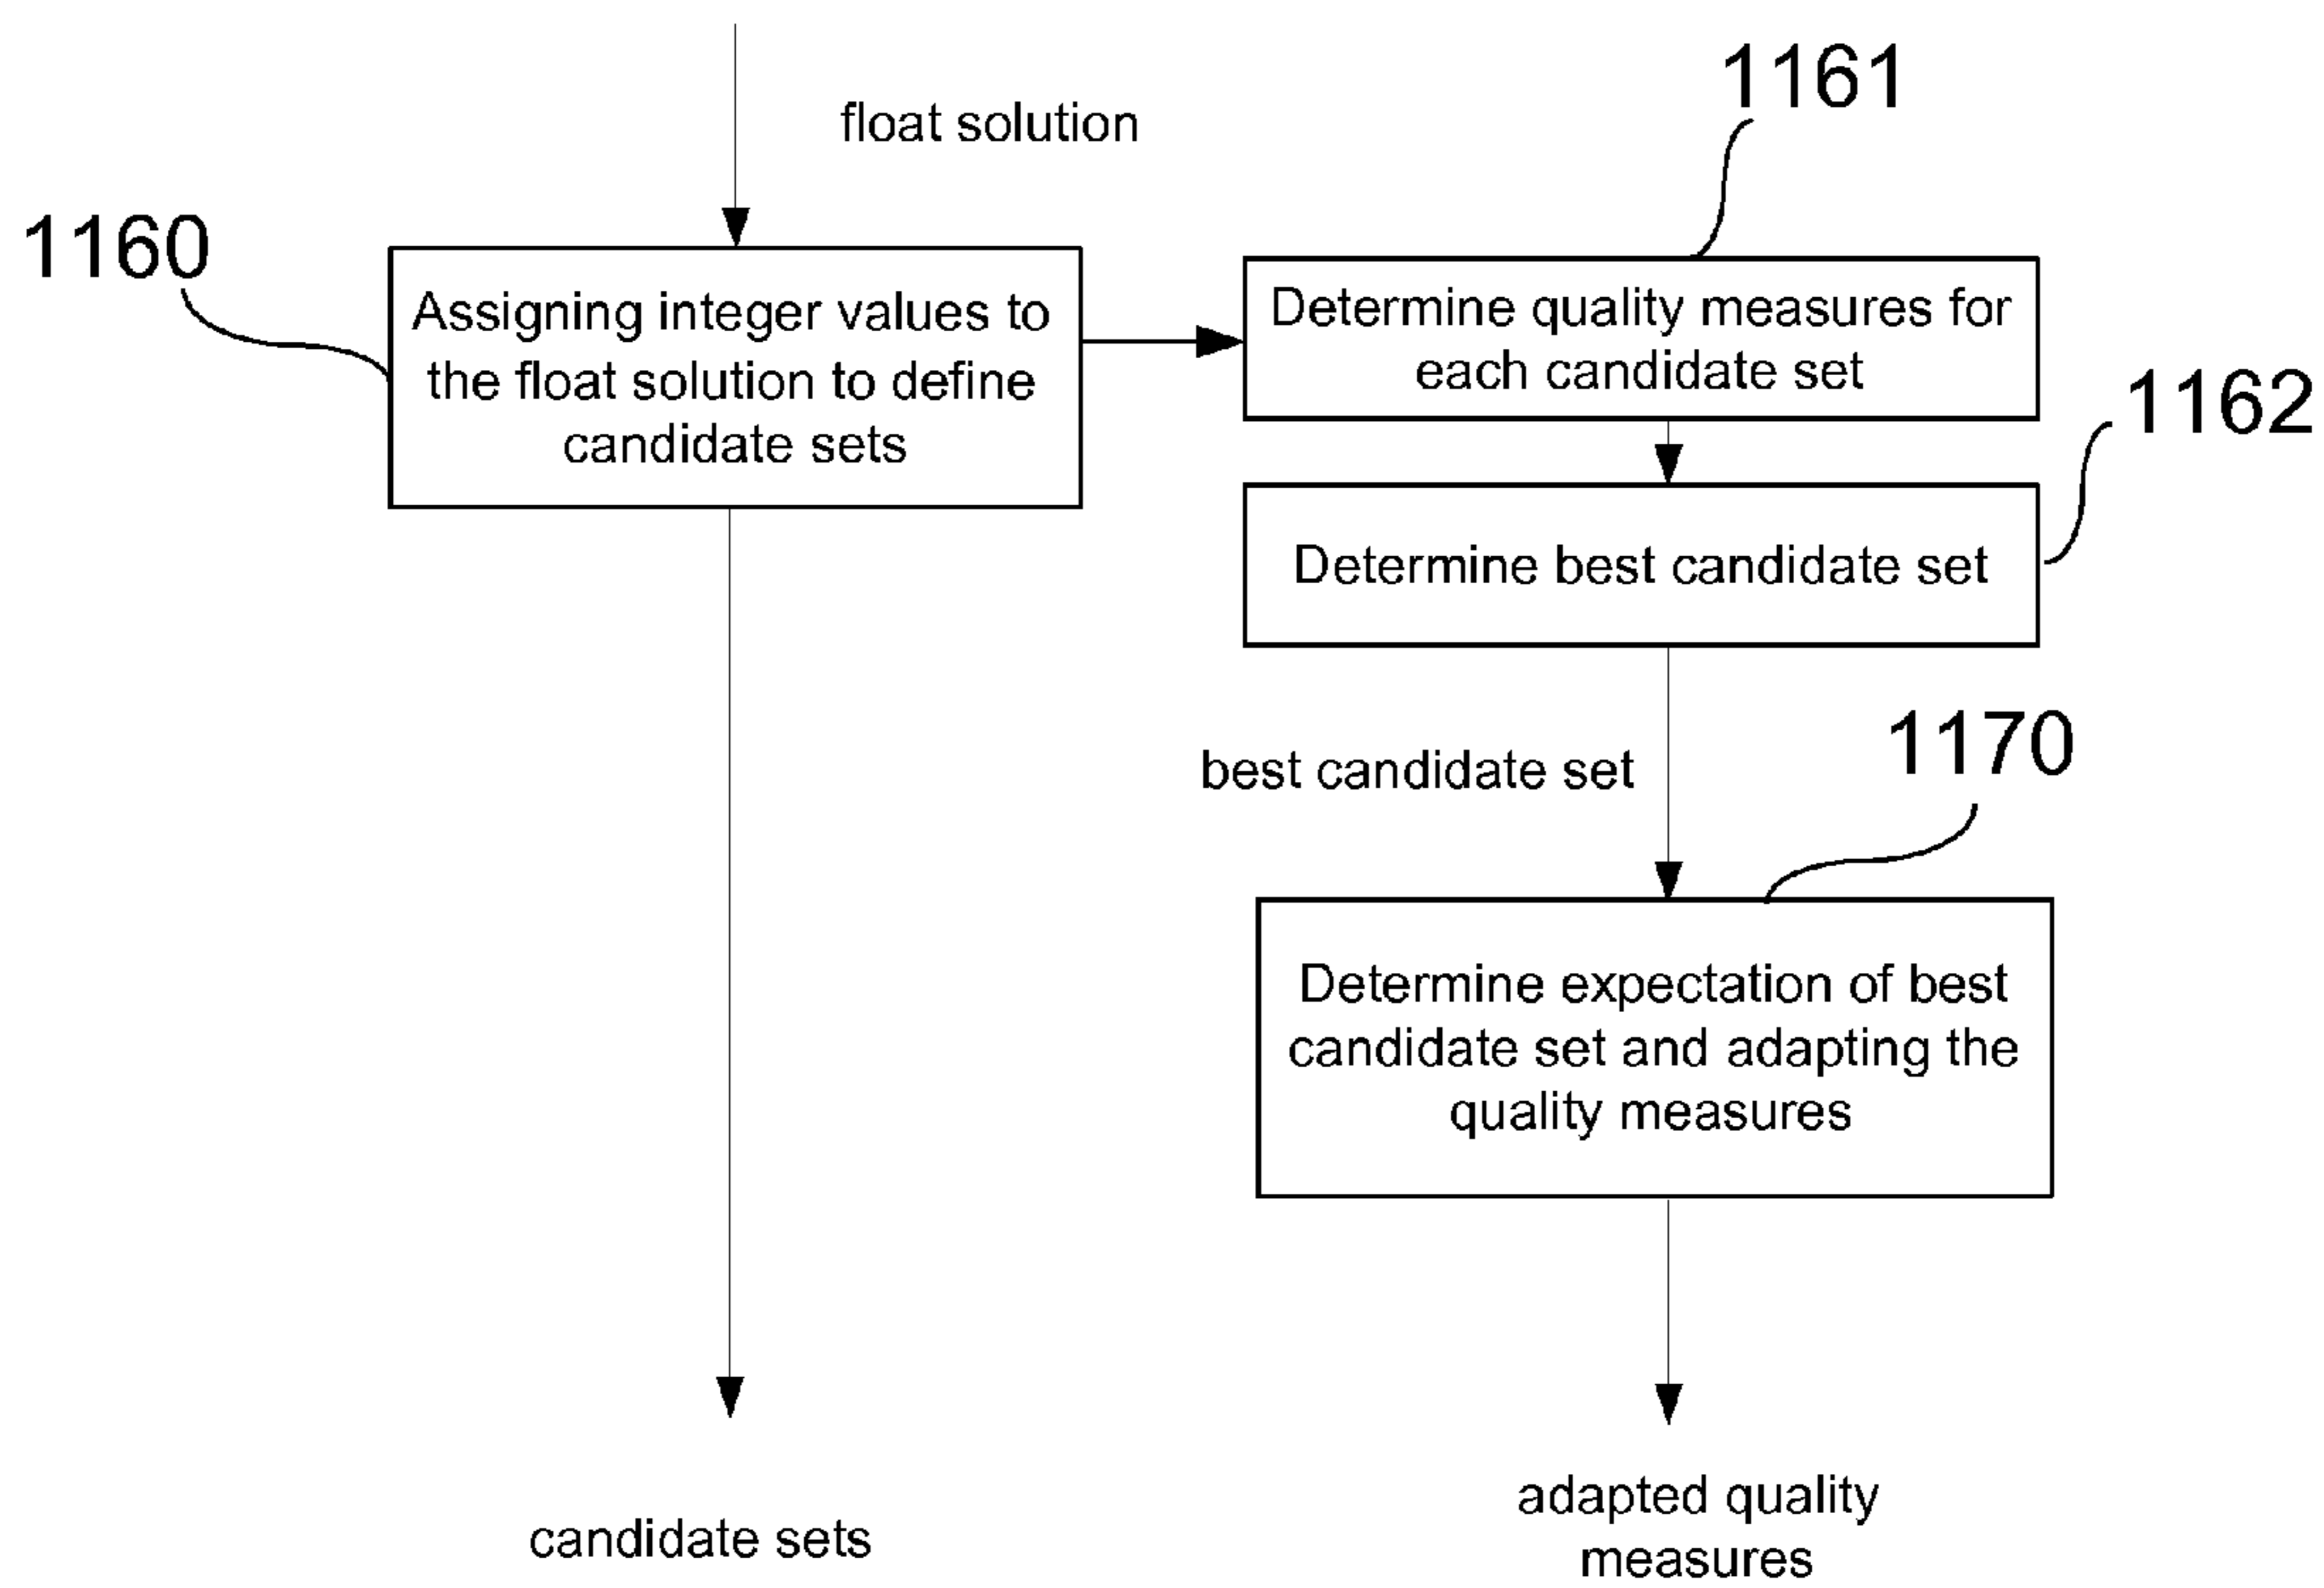 1161
float solution
1160
Assigning integer values to
the float solution to define
candidate sets
Determine quality measures for
each candidate set
1162
Determine best candidate set
best candidate set
1170
Determine expectation of best
candidate set and adapting the
quality measures
candidate sets
adapted quality
measures